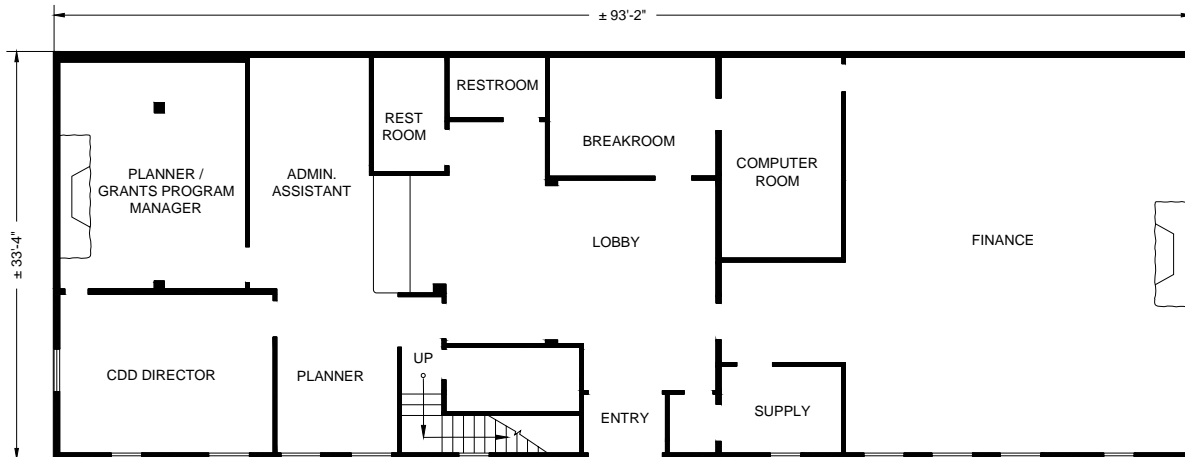 ± 93'-2"
± 33'-4"
PLANNER /
GRANTS PROGRAM
MANAGER
ADMIN.
ASSISTANT
REST
ROOM
RESTROOM
BREAKROOM
COMPUTER
ROOM
LOBBY
FINANCE
CDD DIRECTOR
PLANNER
UP
ENTRY
SUPPLY